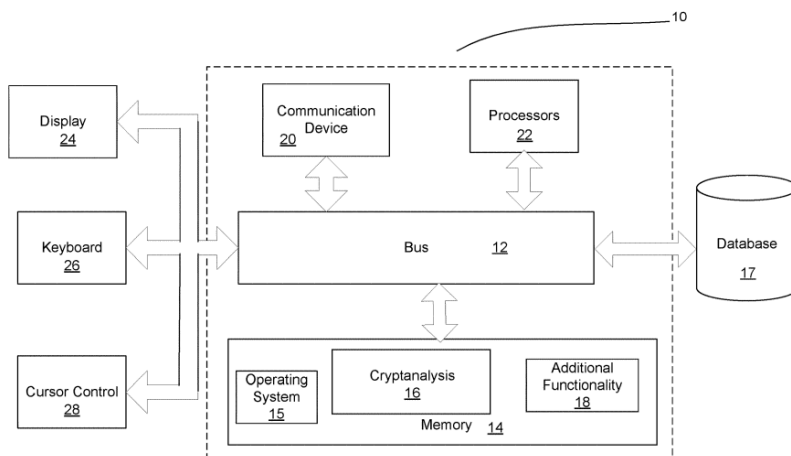 10
Communication
Device
20
Processors
22
Display
24
Keyboard
26
Bus 12
Database
17
Cursor Control
28
Operating
System
15
Cryptanalysis
16
Additional
Functionality
18
Memory 14